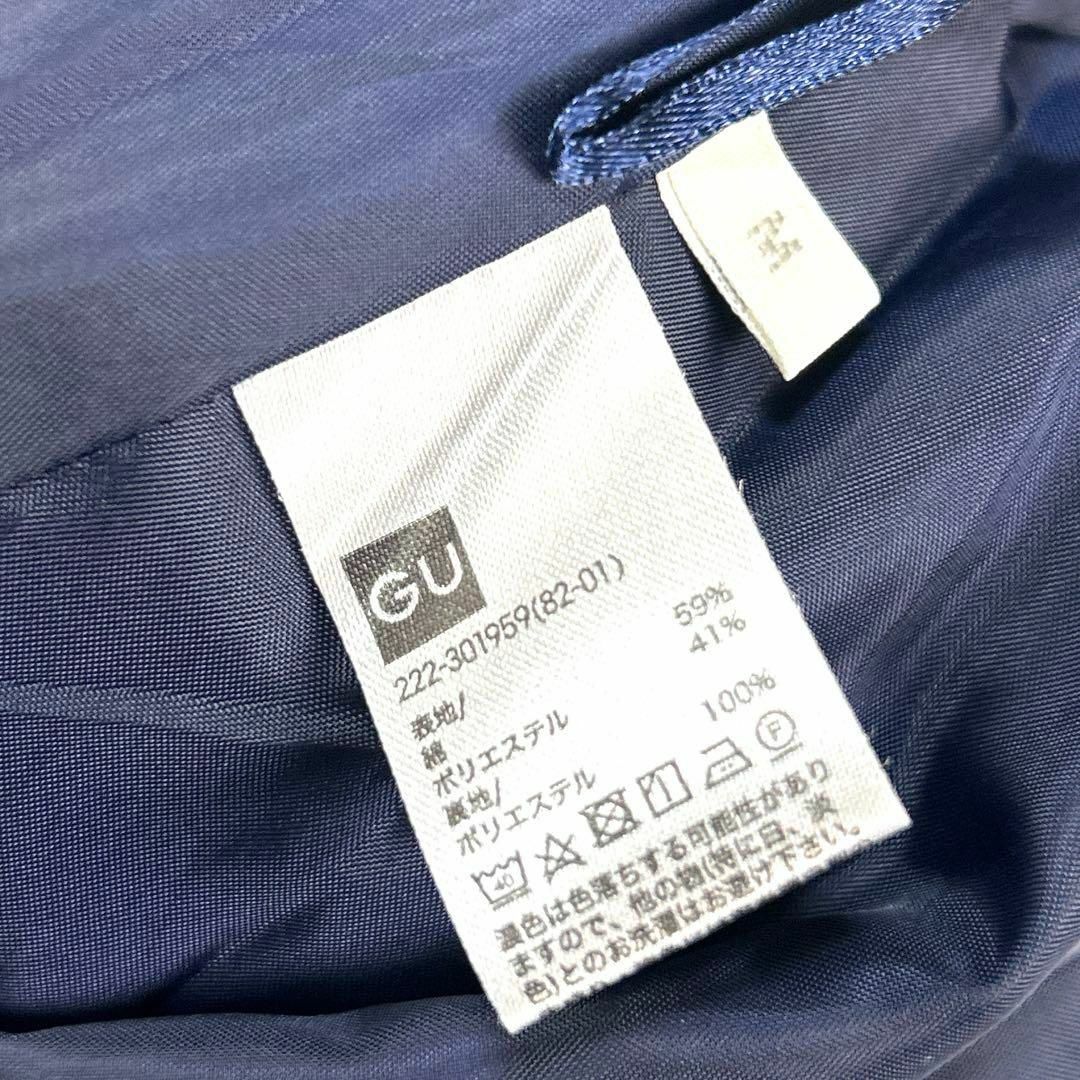 M
GU
222-301959(82-01)
表地/
綿 59%
ポリエステル 41%
裏地/
ポリエステル 100%
40 F
濃色は色落ちする可能性があり
ますので、他の物(特に白、淡
色)とのお洗濯はお避け下さい。